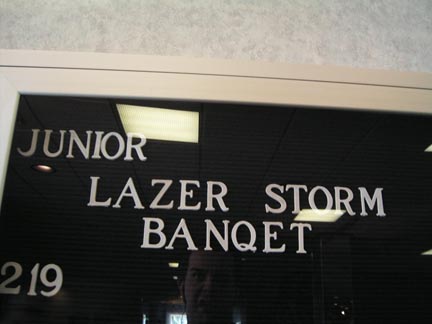 JUNIOR
LAZER STORM
BANQET
219